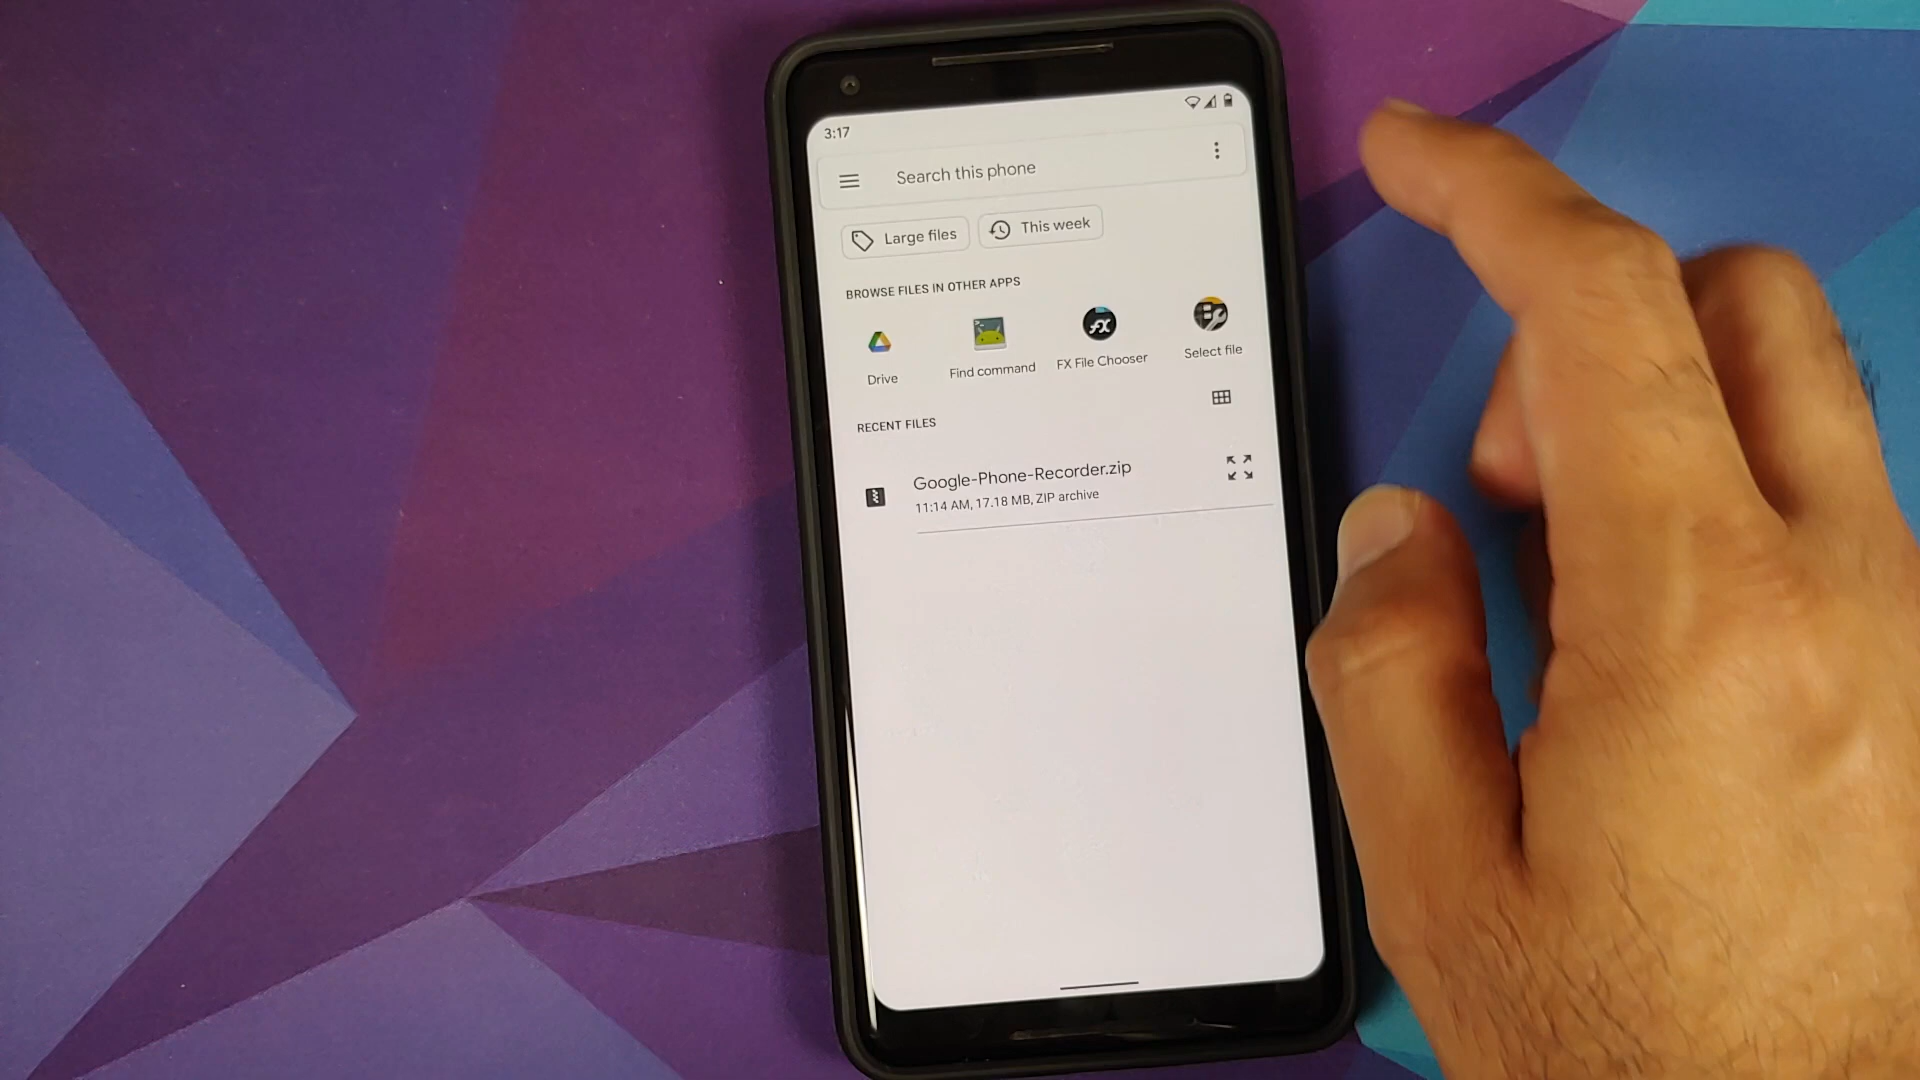 3:17
Search this phone
Large files
This week
BROWSE FILES IN OTHER APPS
Drive
Find command
FX File Chooser
Select file
RECENT FILES
Google-Phone-Recorder.zip
11:14 AM, 17.18 MB, ZIP archive